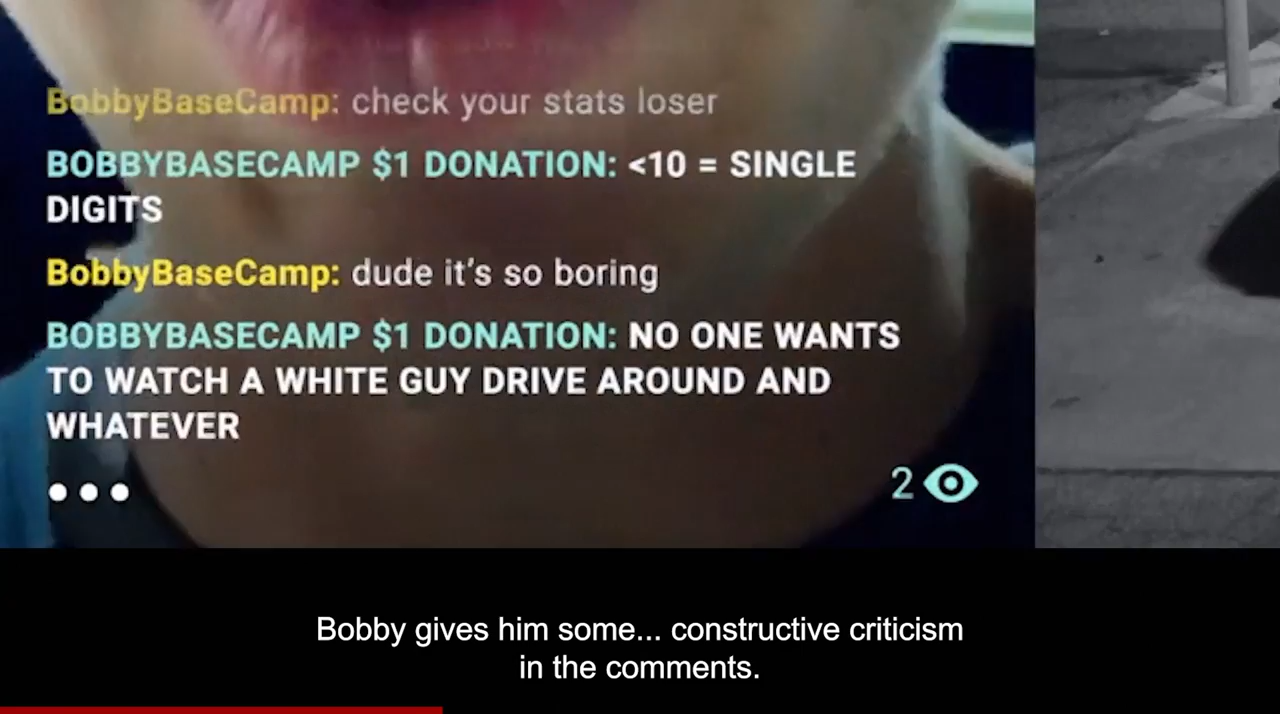 BobbyBaseCamp: check your stats loser
BOBBYBASECAMP $1 DONATION: <10 = SINGLE
DIGITS
BobbyBaseCamp: dude it's so boring
BOBBYBASECAMP $1 DONATION: NO ONE WANTS
TO WATCH A WHITE GUY DRIVE AROUND AND
WHATEVER
2
Bobby gives him some... constructive criticism
in the comments.